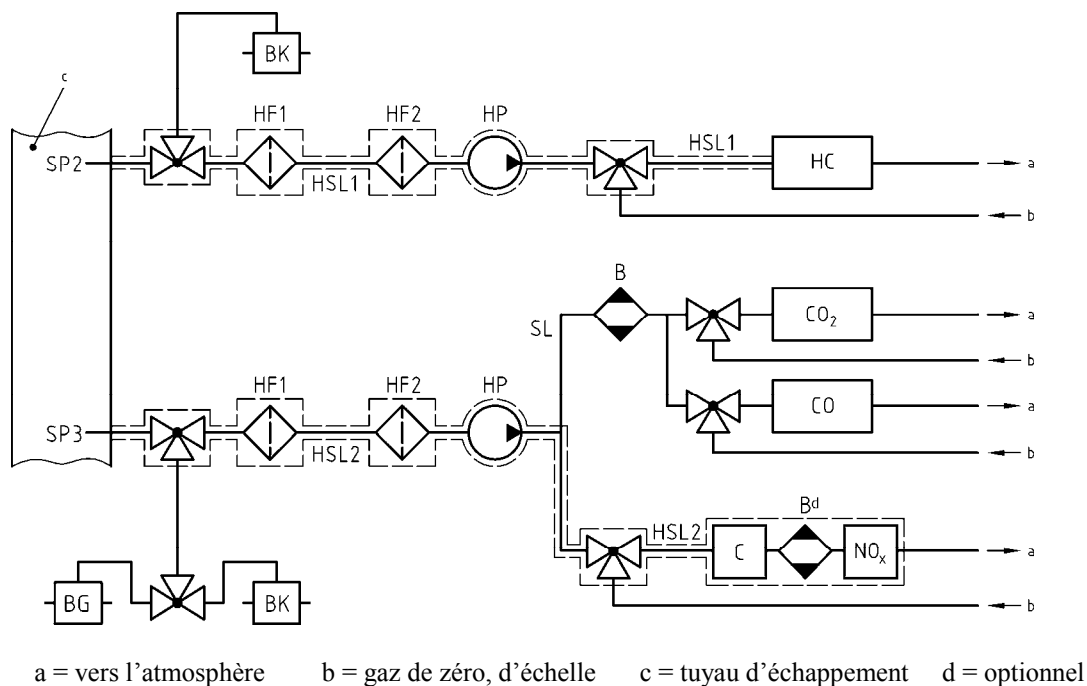 BK
c
HF1 HF2 HP
SP2 HSL1 HSL1 HC a
b
B
SL CO₂ a
b
HF1 HF2 HP
CO a
SP3 HSL2 b
Bᵈ
HSL2 C NOₓ a
BG BK b
a = vers l’atmosphère b = gaz de zéro, d’échelle c = tuyau d’échappement d = optionnel